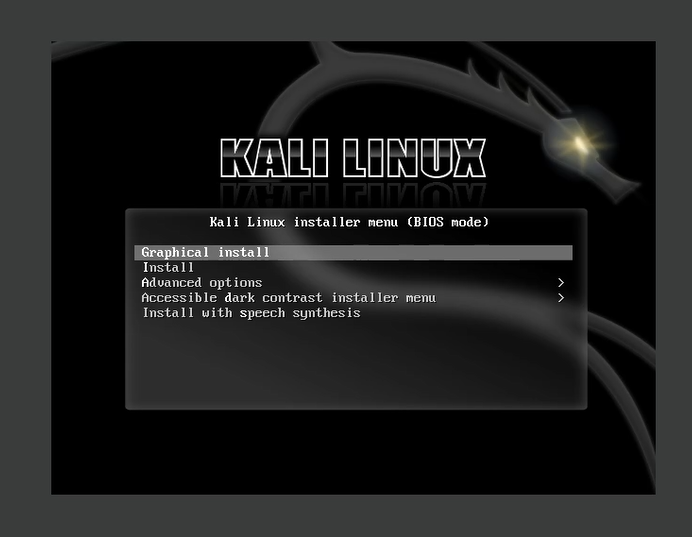 KALI LINUX
Kali Linux installer menu (BIOS mode)
Graphical install
Install
Advanced options >
Accessible dark contrast installer menu >
Install with speech synthesis